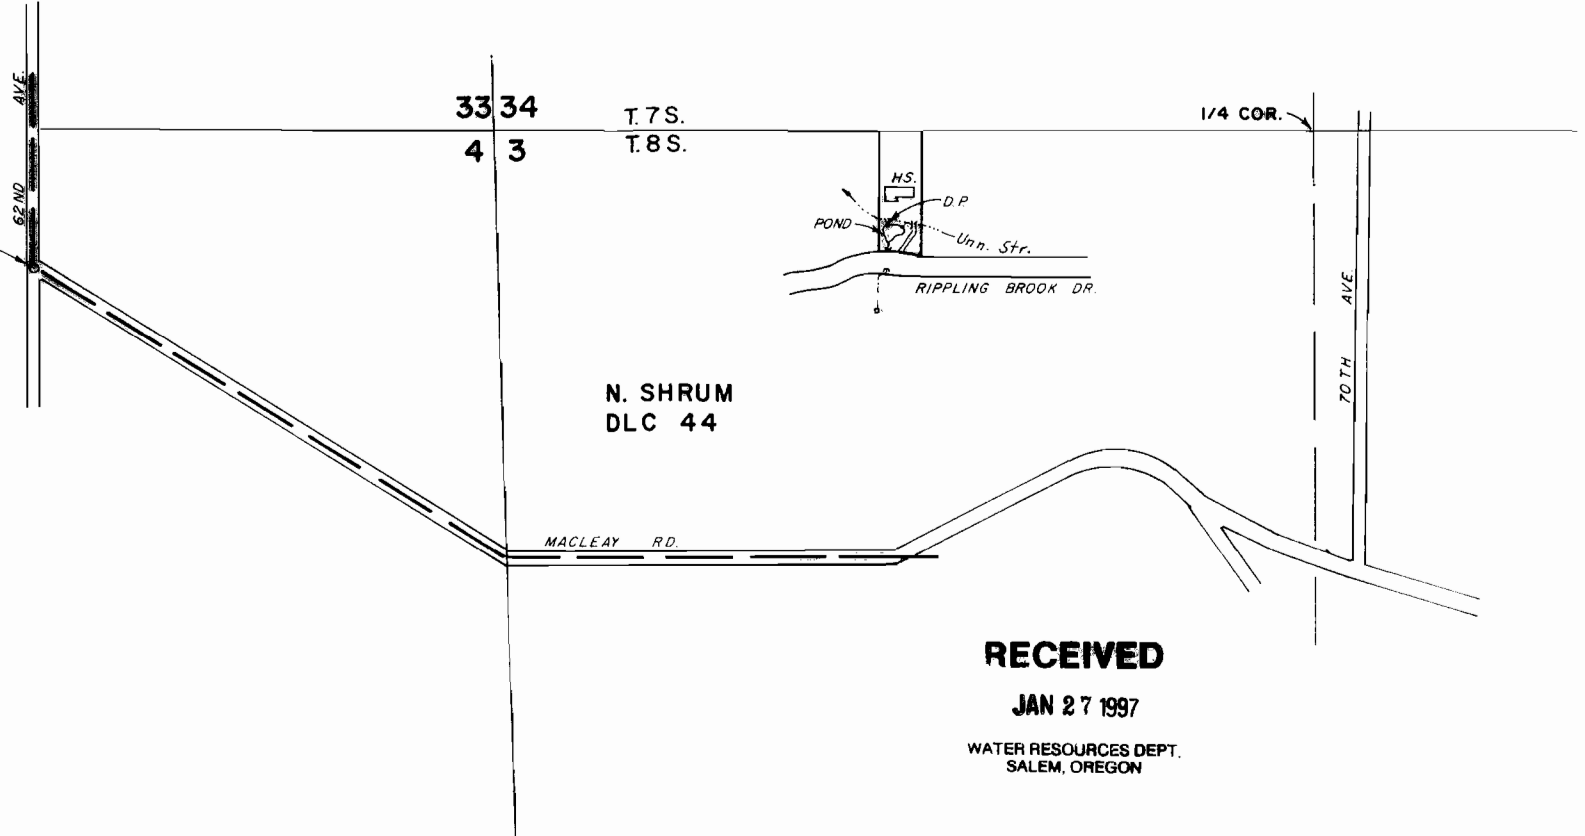 62ND AVE.
33 34
T. 7 S.
4 3
T. 8 S.
1/4 COR.
HS.
D.P.
POND
Unn. Str.
RIPPLING BROOK DR.
70TH AVE.
N. SHRUM
DLC 44
MACLEAY RD.
RECEIVED
JAN 27 1997
WATER RESOURCES DEPT.
SALEM, OREGON